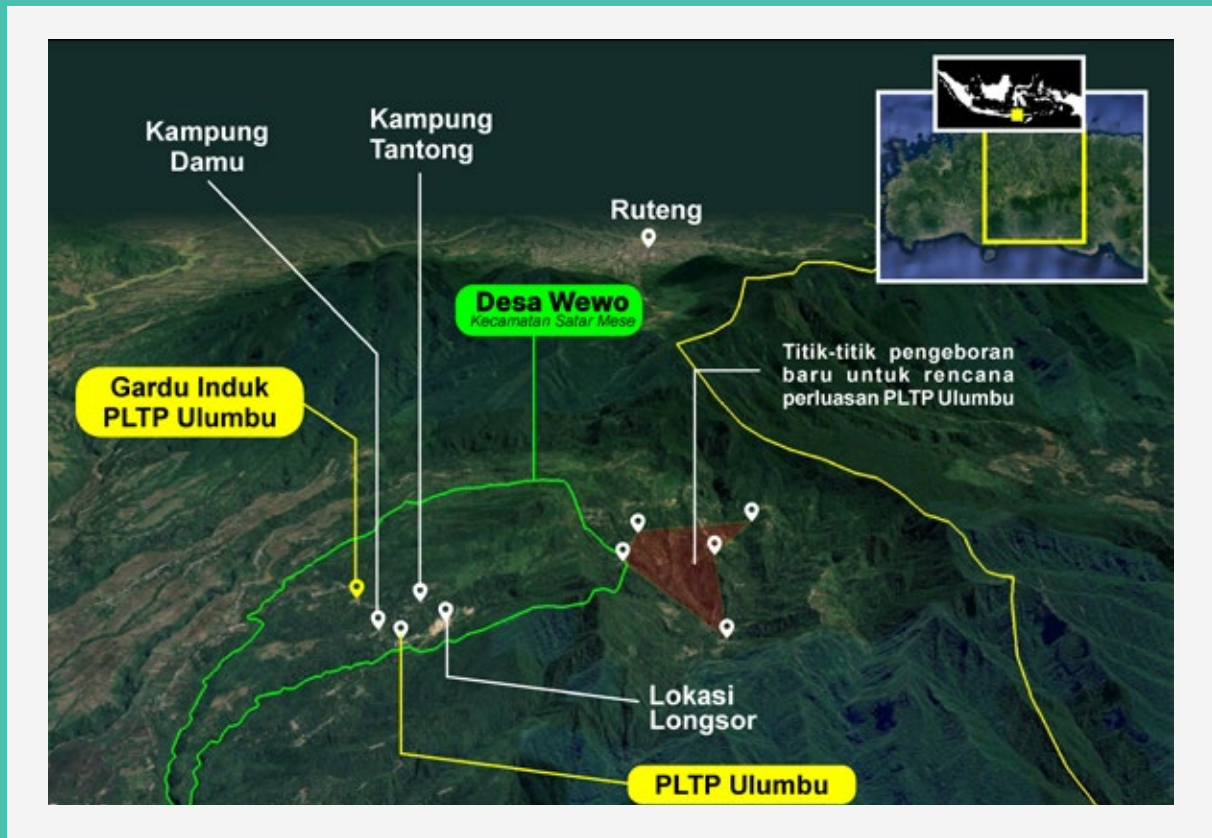 Kampung
Damu
Kampung
Tantong
Ruteng
Desa Wewo
Kecamatan Satar Mese
Titik-titik pengeboran
baru untuk rencana
perluasan PLTP Ulumbu
Gardu Induk
PLTP Ulumbu
Lokasi
Longsor
PLTP Ulumbu